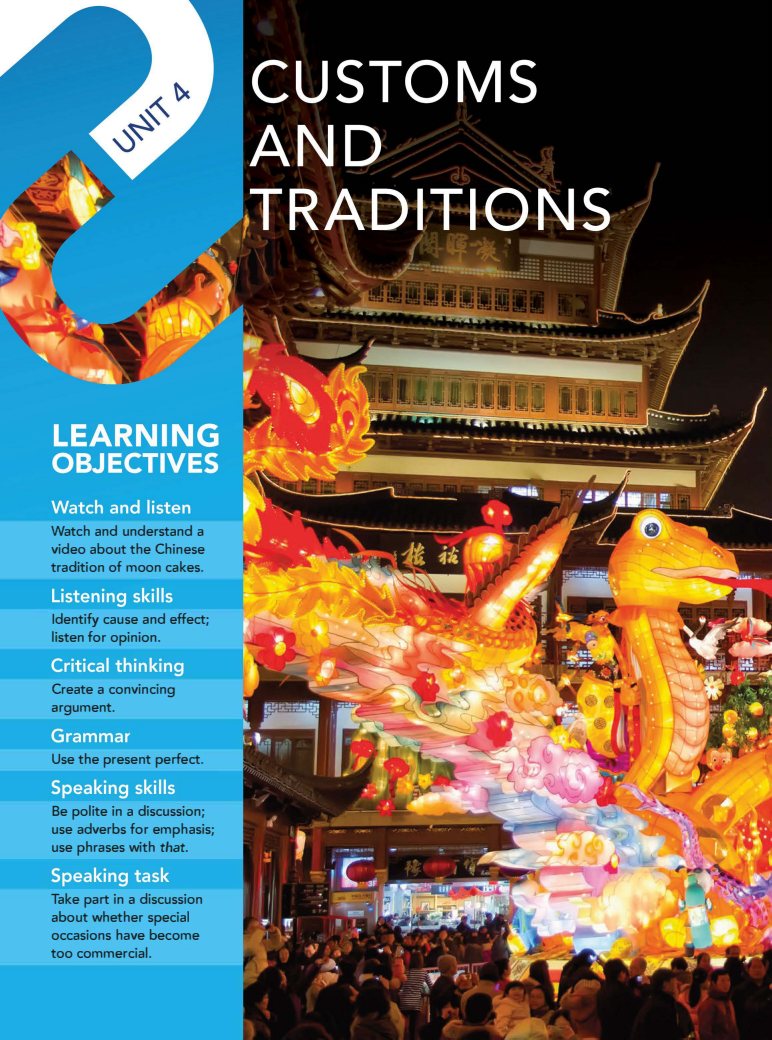 UNIT 4
CUSTOMS
AND
TRADITIONS
LEARNING
OBJECTIVES
Watch and listen
Watch and understand a
video about the Chinese
tradition of moon cakes.
Listening skills
Identify cause and effect;
listen for opinion.
Critical thinking
Create a convincing
argument.
Grammar
Use the present perfect.
Speaking skills
Be polite in a discussion;
use adverbs for emphasis;
use phrases with that.
Speaking task
Take part in a discussion
about whether special
occasions have become
too commercial.